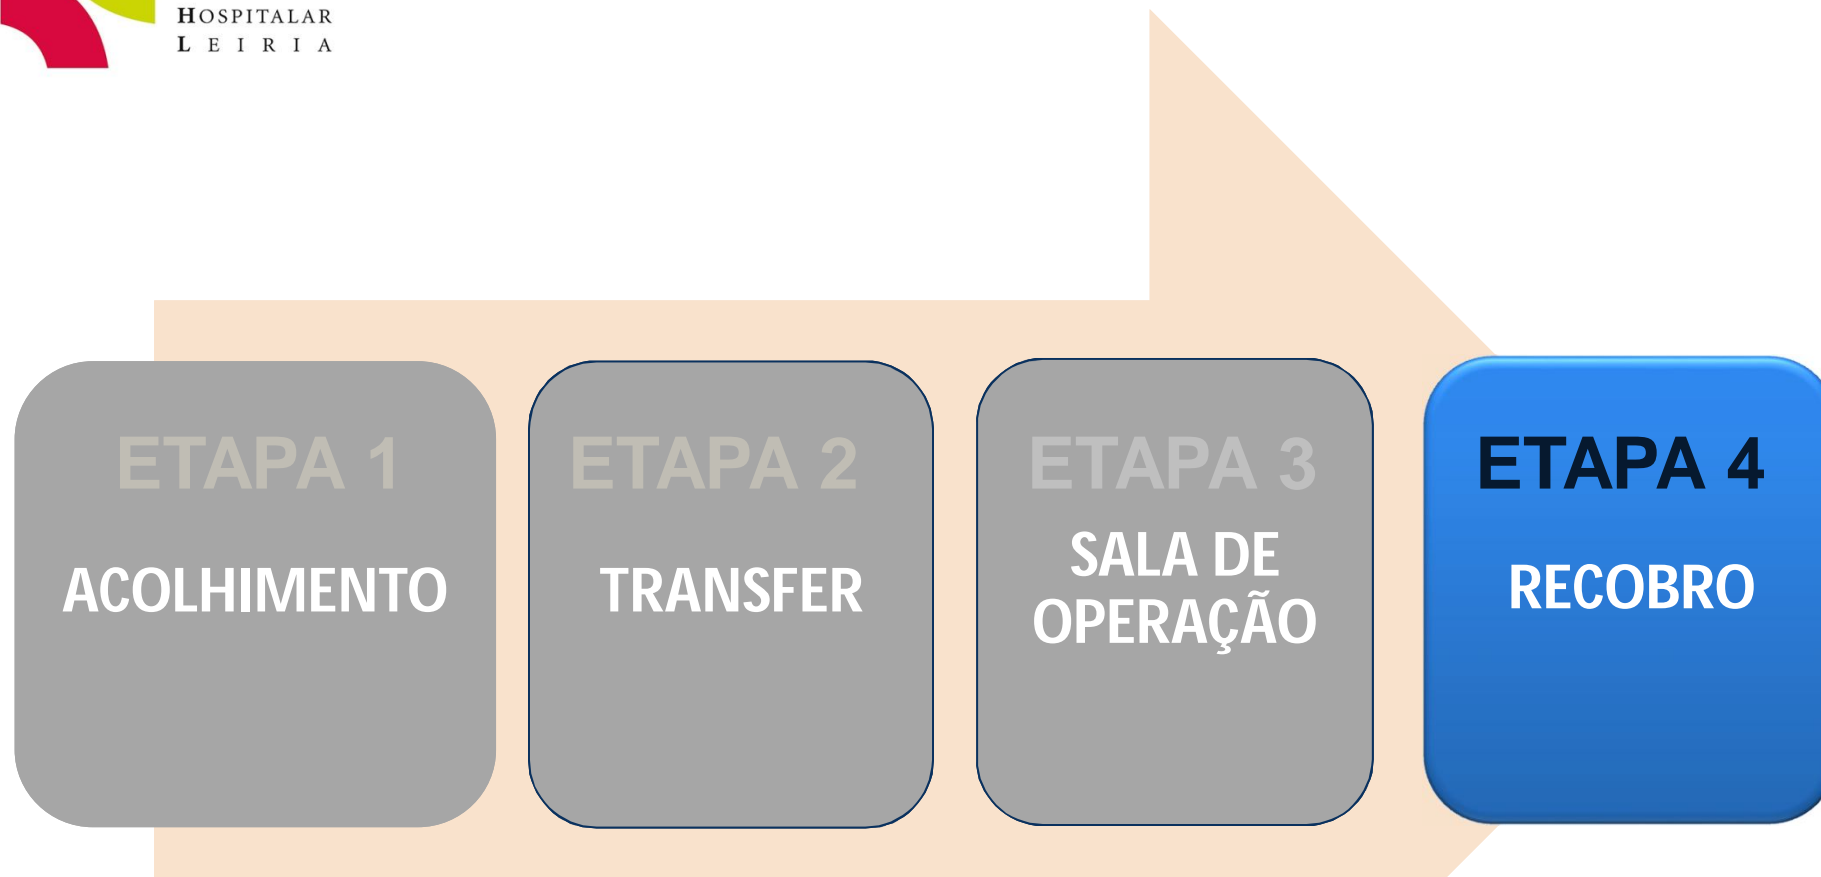 HOSPITALAR
LEIRIA
ETAPA 1
ACOLHIMENTO
ETAPA 2
TRANSFER
ETAPA 3
SALA DE
OPERAÇÃO
ETAPA 4
RECOBRO